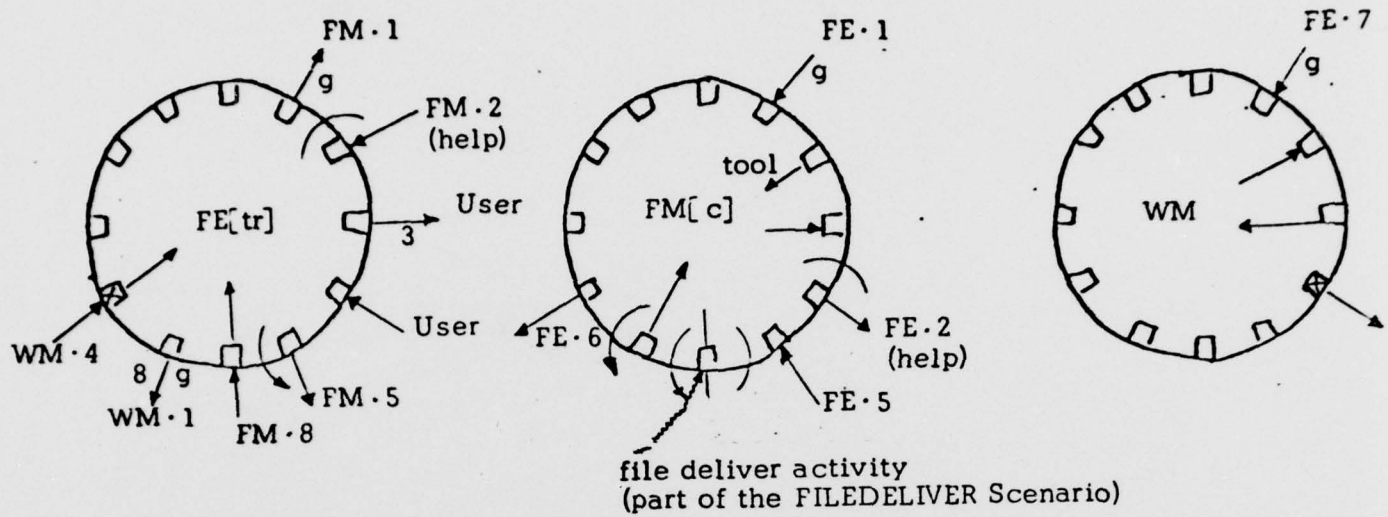 FM·1
g
FM·2
(help)
User
3
FE[tr]
User
WM·4
8 g
WM·1
FM·8
FM·5
FE·1
g
tool
FM[c]
FE·2
(help)
FE·6
FE·5
file deliver activity
(part of the FILEDELIVER Scenario)
FE·7
g
WM